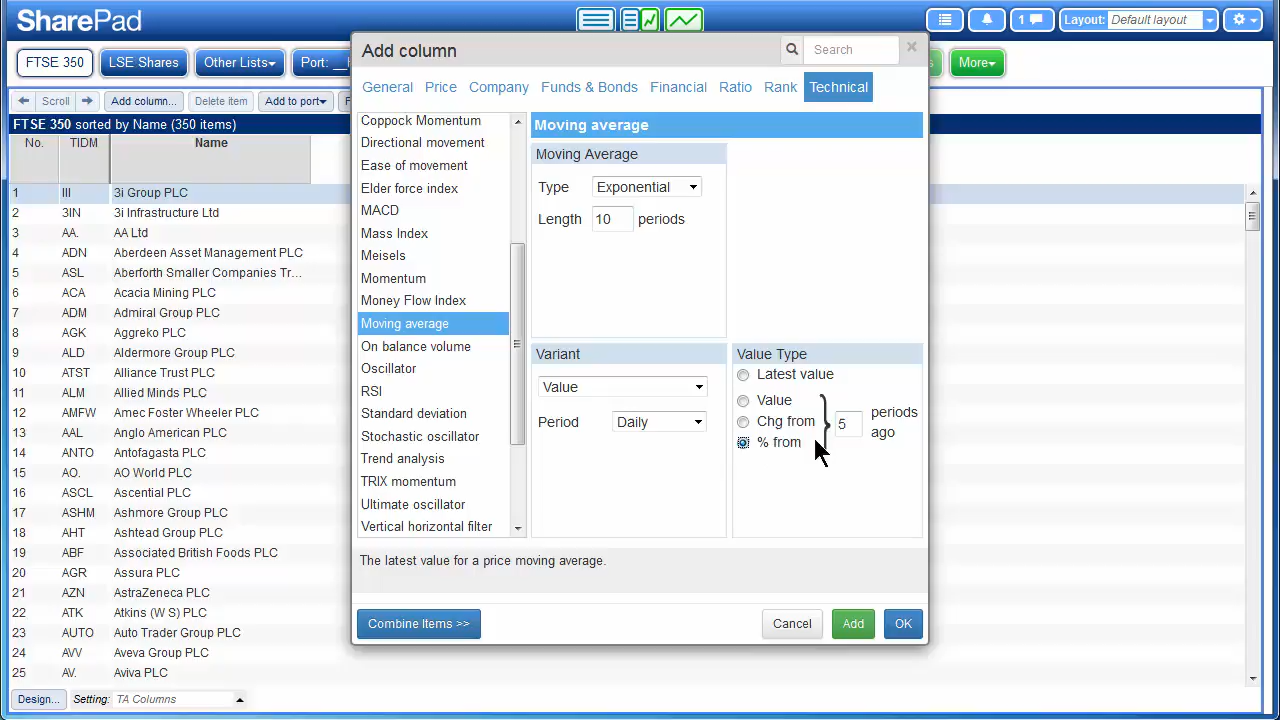 SharePad
1
Layout: Default layout
FTSE 350
LSE Shares
Other Lists
Port:
More
Scroll
Add column...
Delete Item
Add to port
FTSE 350 sorted by Name (350 items)
No. TIDM Name
1 III 3i Group PLC
2 3IN 3i Infrastructure Ltd
3 AA. AA Ltd
4 ADN Aberdeen Asset Management PLC
5 ASL Aberforth Smaller Companies Tr...
6 ACA Acacia Mining PLC
7 ADM Admiral Group PLC
8 AGK Aggreko PLC
9 ALD Aldermore Group PLC
10 ATST Alliance Trust PLC
11 ALM Allied Minds PLC
12 AMFW Amec Foster Wheeler PLC
13 AAL Anglo American PLC
14 ANTO Antofagasta PLC
15 AO. AO World PLC
16 ASCL Ascential PLC
17 ASHM Ashmore Group PLC
18 AHT Ashtead Group PLC
19 ABF Associated British Foods PLC
20 AGR Assura PLC
21 AZN AstraZeneca PLC
22 ATK Atkins (W S) PLC
23 AUTO Auto Trader Group PLC
24 AVV Aveva Group PLC
25 AV. Aviva PLC
Design...
Setting: TA Columns
Add column
Search
General
Price
Company
Funds & Bonds
Financial
Ratio
Rank
Technical
Coppock Momentum
Directional movement
Ease of movement
Elder force index
MACD
Mass Index
Meisels
Momentum
Money Flow Index
Moving average
On balance volume
Oscillator
RSI
Standard deviation
Stochastic oscillator
Trend analysis
TRIX momentum
Ultimate oscillator
Vertical horizontal filter
Moving average
Moving Average
Type Exponential
Length 10 periods
Variant
Value
Period Daily
Value Type
Latest value
Value
Chg from
% from
5
periods
ago
The latest value for a price moving average.
Combine Items >>
Cancel
Add
OK